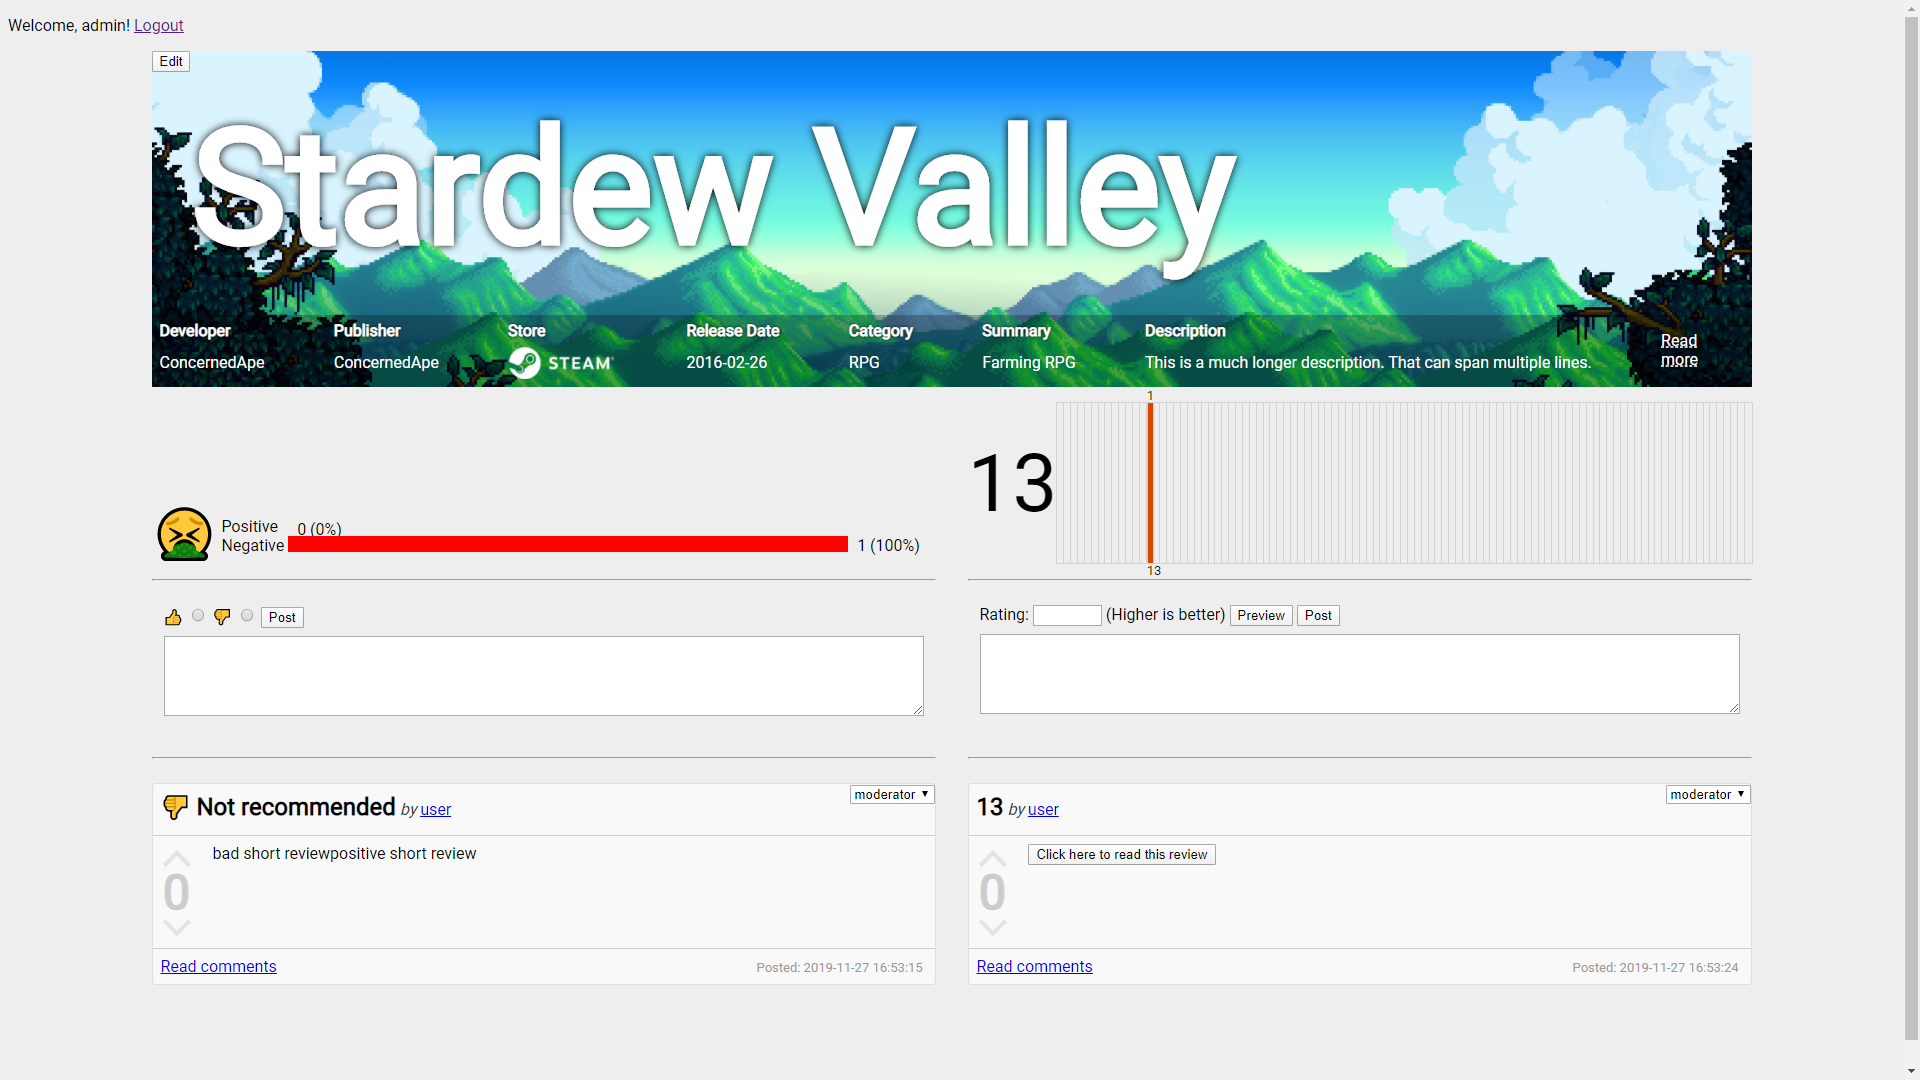 Welcome, admin! Logout
Edit
Stardew Valley
Developer Publisher Store Release Date Category Summary Description
ConcernedApe ConcernedApe STEAM 2016-02-26 RPG Farming RPG This is a much longer description. That can span multiple lines.
Read
more
1
13
13
Positive 0 (0%)
Negative 1 (100%)
Post
Rating: (Higher is better) Preview Post
Not recommended by user moderator
bad short reviewpositive short review
0
Read comments Posted: 2019-11-27 16:53:15
13 by user moderator
Click here to read this review
0
Read comments Posted: 2019-11-27 16:53:24